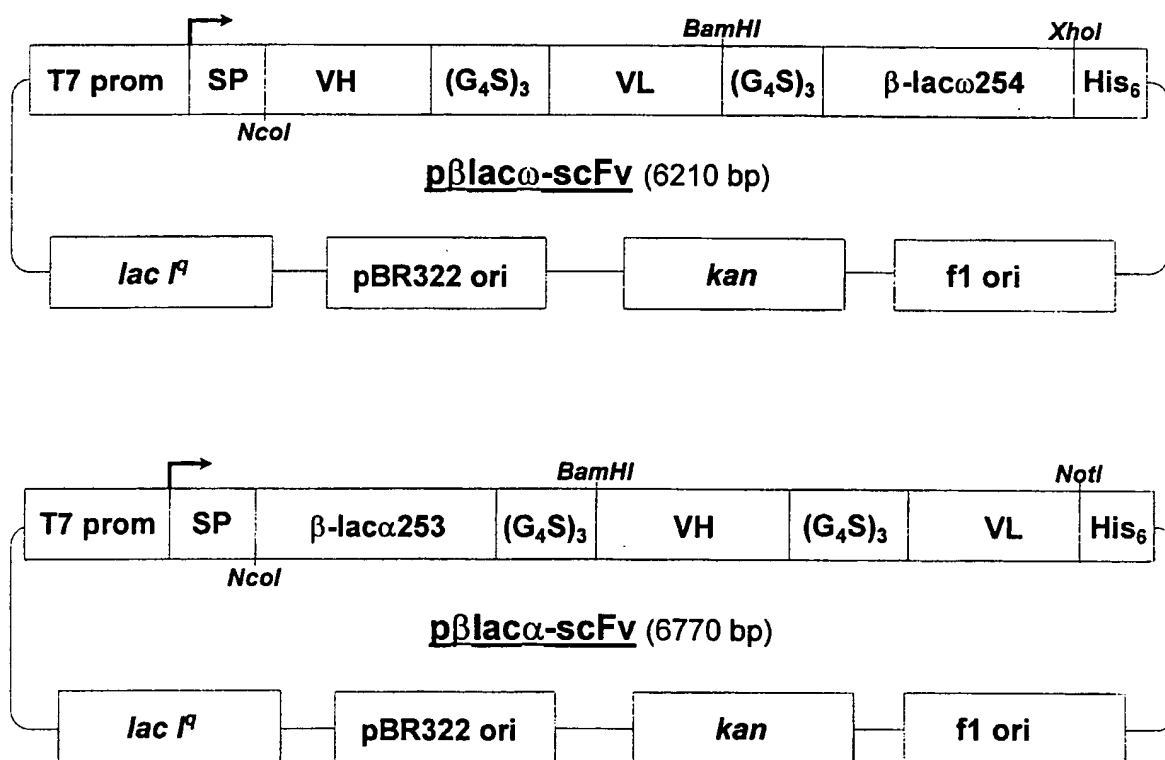 BamHI XhoI
T7 prom SP VH (G₄S)₃ VL (G₄S)₃ β-lacω254 His₆
NcoI
pβlacω-scFv (6210 bp)
lac Iq pBR322 ori kan f1 ori
BamHI NotI
T7 prom SP β-lacα253 (G₄S)₃ VH (G₄S)₃ VL His₆
NcoI
pβlacα-scFv (6770 bp)
lac Iq pBR322 ori kan f1 ori